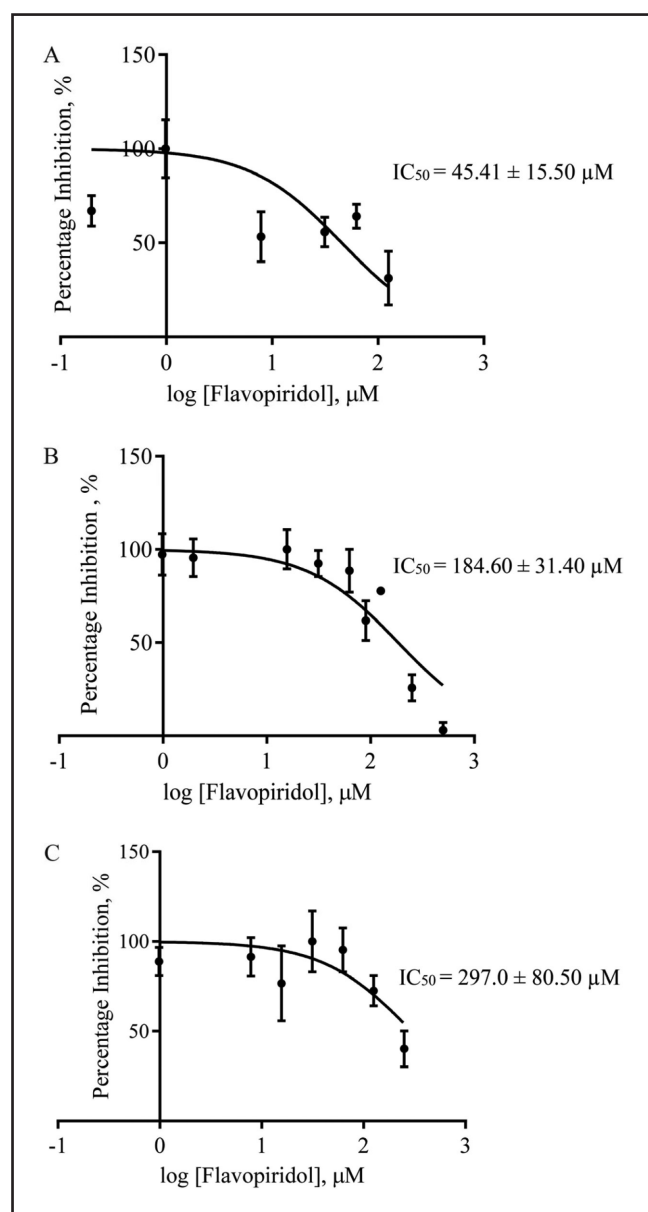 A
150
100
50
Percentage Inhibition, %
IC₅₀ = 45.41 ± 15.50 µM
-1 0 1 2 3
log [Flavopiridol], µM
B
150
100
50
Percentage Inhibition , %
IC₅₀ = 184.60 ± 31.40 µM
-1 0 1 2 3
log [Flavopiridol], µM
C
150
100
50
Percentage Inhibition, %
IC₅₀ = 297.0 ± 80.50 µM
-1 0 1 2 3
log [Flavopiridol], µM